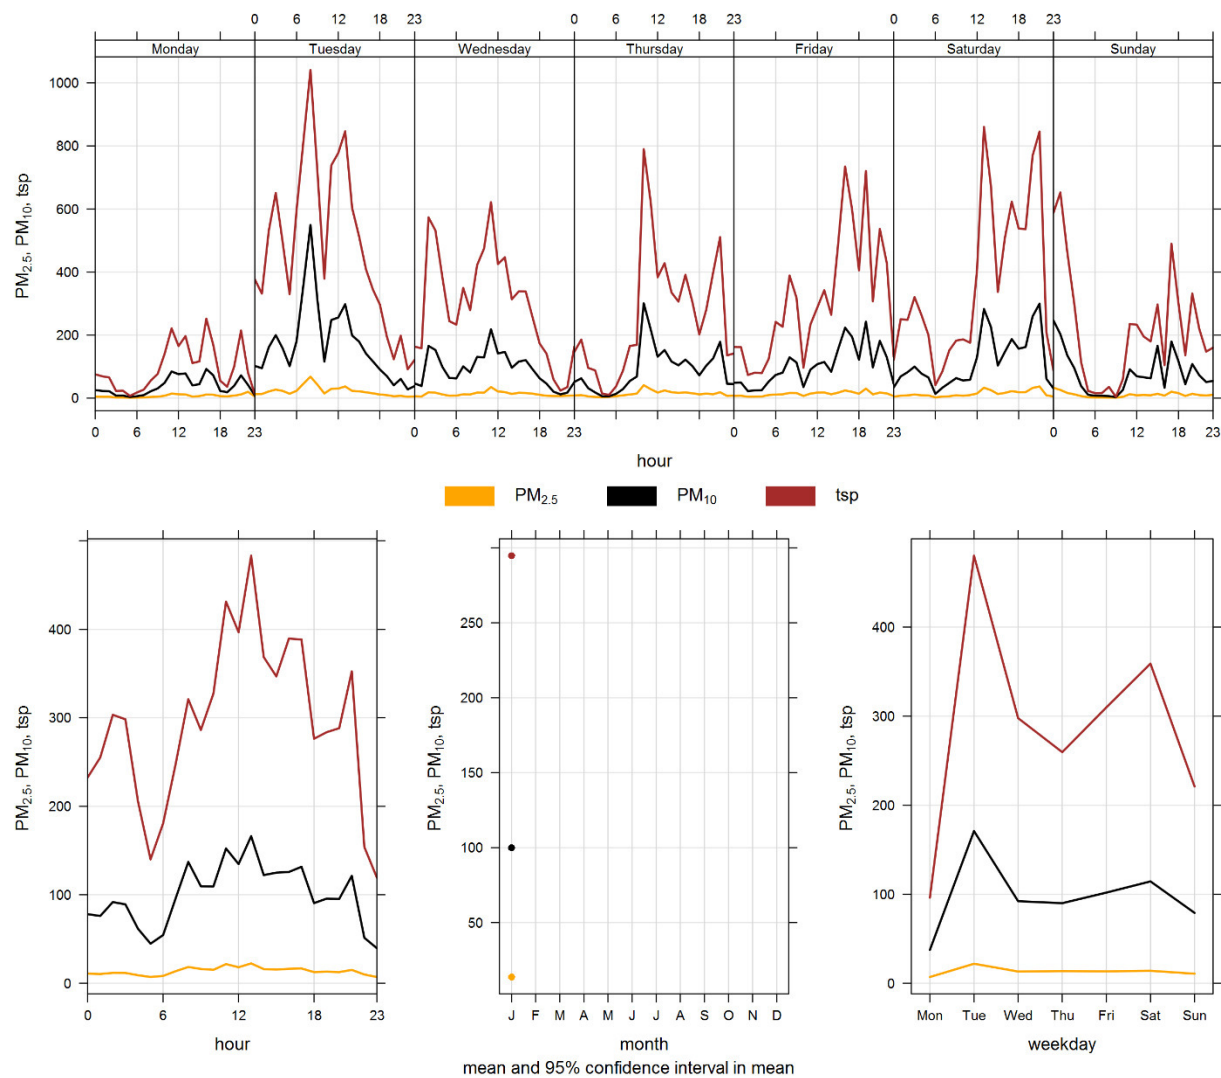 0 6 12 18 23 0 6 12 18 23 0 6 12 18 23
Monday Tuesday Wednesday Thursday Friday Saturday Sunday
1000
800
600
400
200
0
PM2.5, PM10, tsp
0 6 12 18 23 0 6 12 18 23 0 6 12 18 23 0 6 12 18 23
hour
PM2.5 PM10 tsp
400
300
200
100
0
PM2.5, PM10, tsp
0 6 12 18 23
hour
250
200
150
100
50
PM2.5, PM10, tsp
J F M A M J J A S O N D
month
mean and 95% confidence interval in mean
400
300
200
100
0
PM2.5, PM10, tsp
Mon Tue Wed Thu Fri Sat Sun
weekday